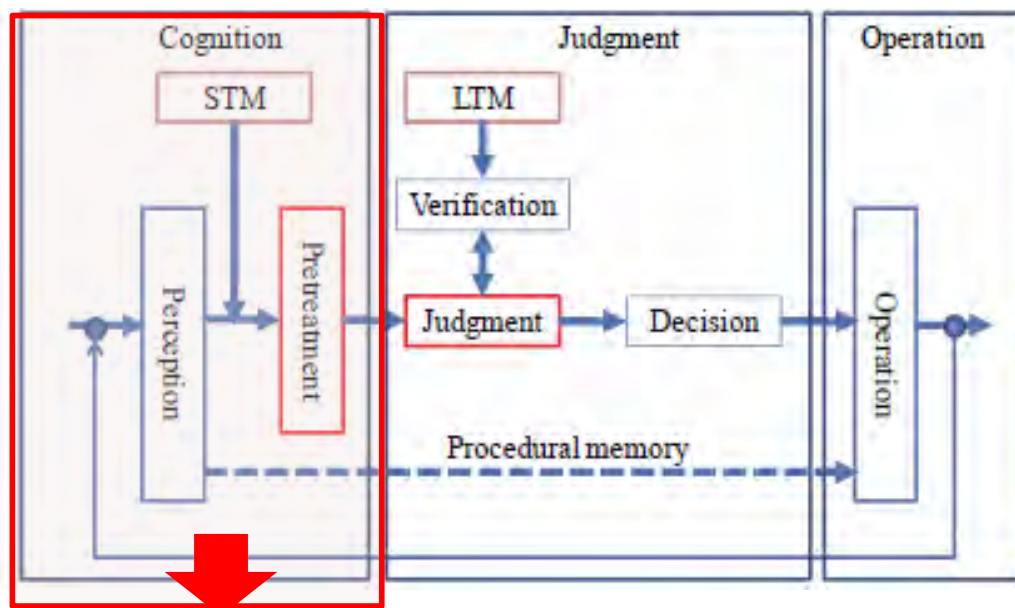 Cognition
Judgment
Operation
STM
LTM
Verification
Perception
Pretreatment
Judgment
Decision
Operation
Procedural memory